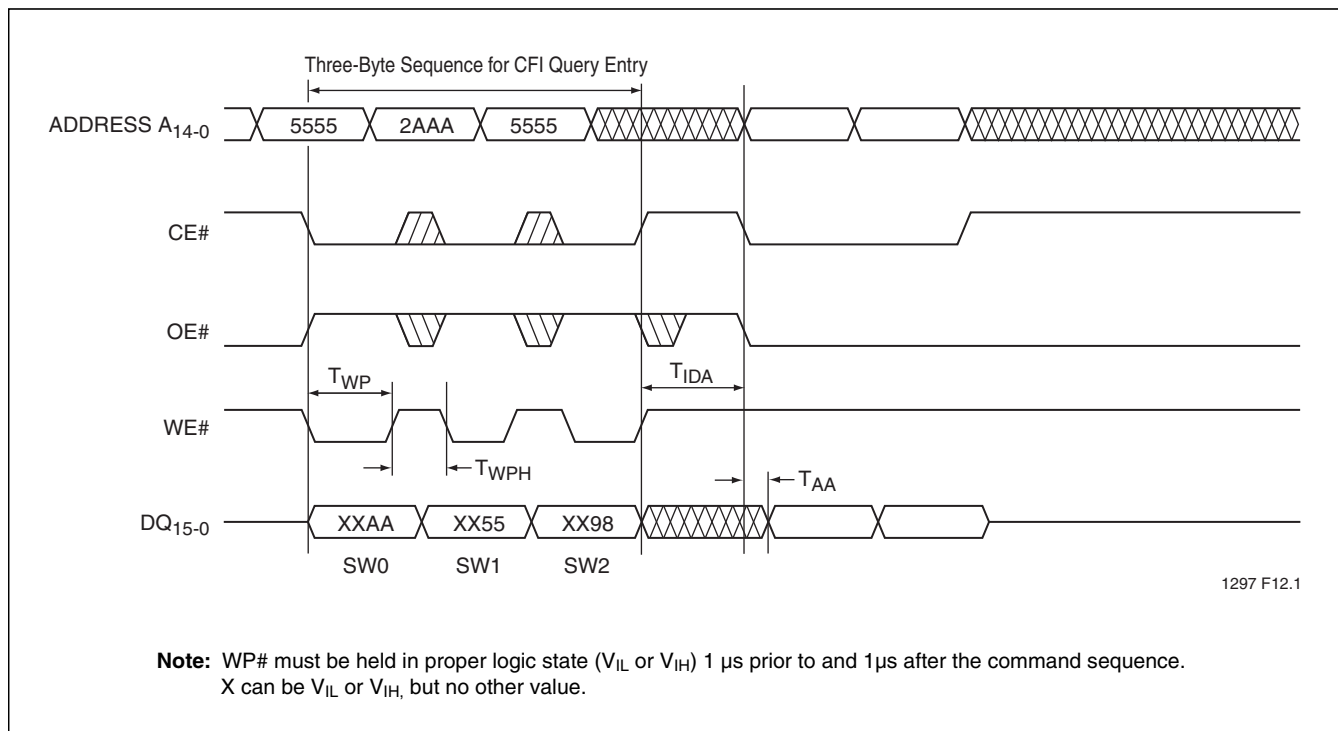 Three-Byte Sequence for CFI Query Entry
ADDRESS A14-0
5555
2AAA
5555
CE#
OE#
TWP
TIDA
WE#
TWPH
TAA
DQ15-0
XXAA
XX55
XX98
SW0
SW1
SW2
1297 F12.1
Note: WP# must be held in proper logic state (VIL or VIH) 1 µs prior to and 1µs after the command sequence.
X can be VIL or VIH, but no other value.